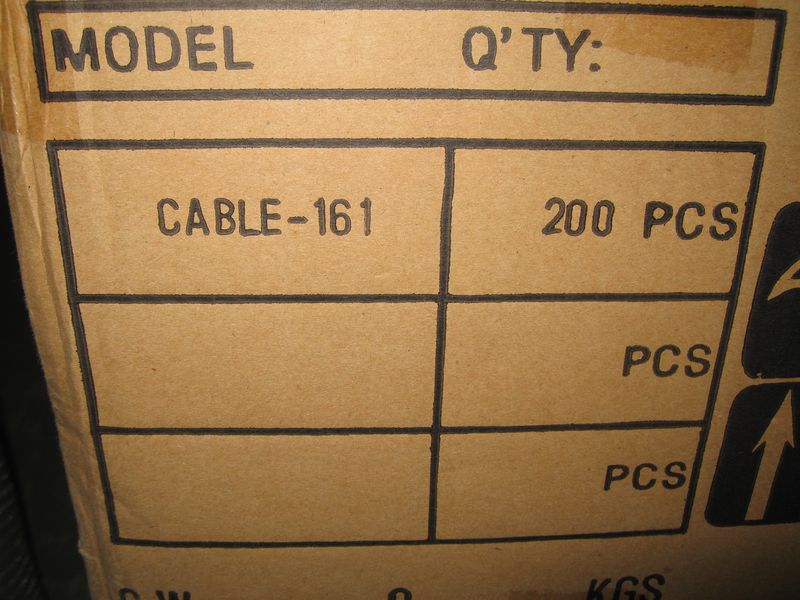 MODEL Q'TY:
CABLE-161 200 PCS
PCS
PCS
KGS